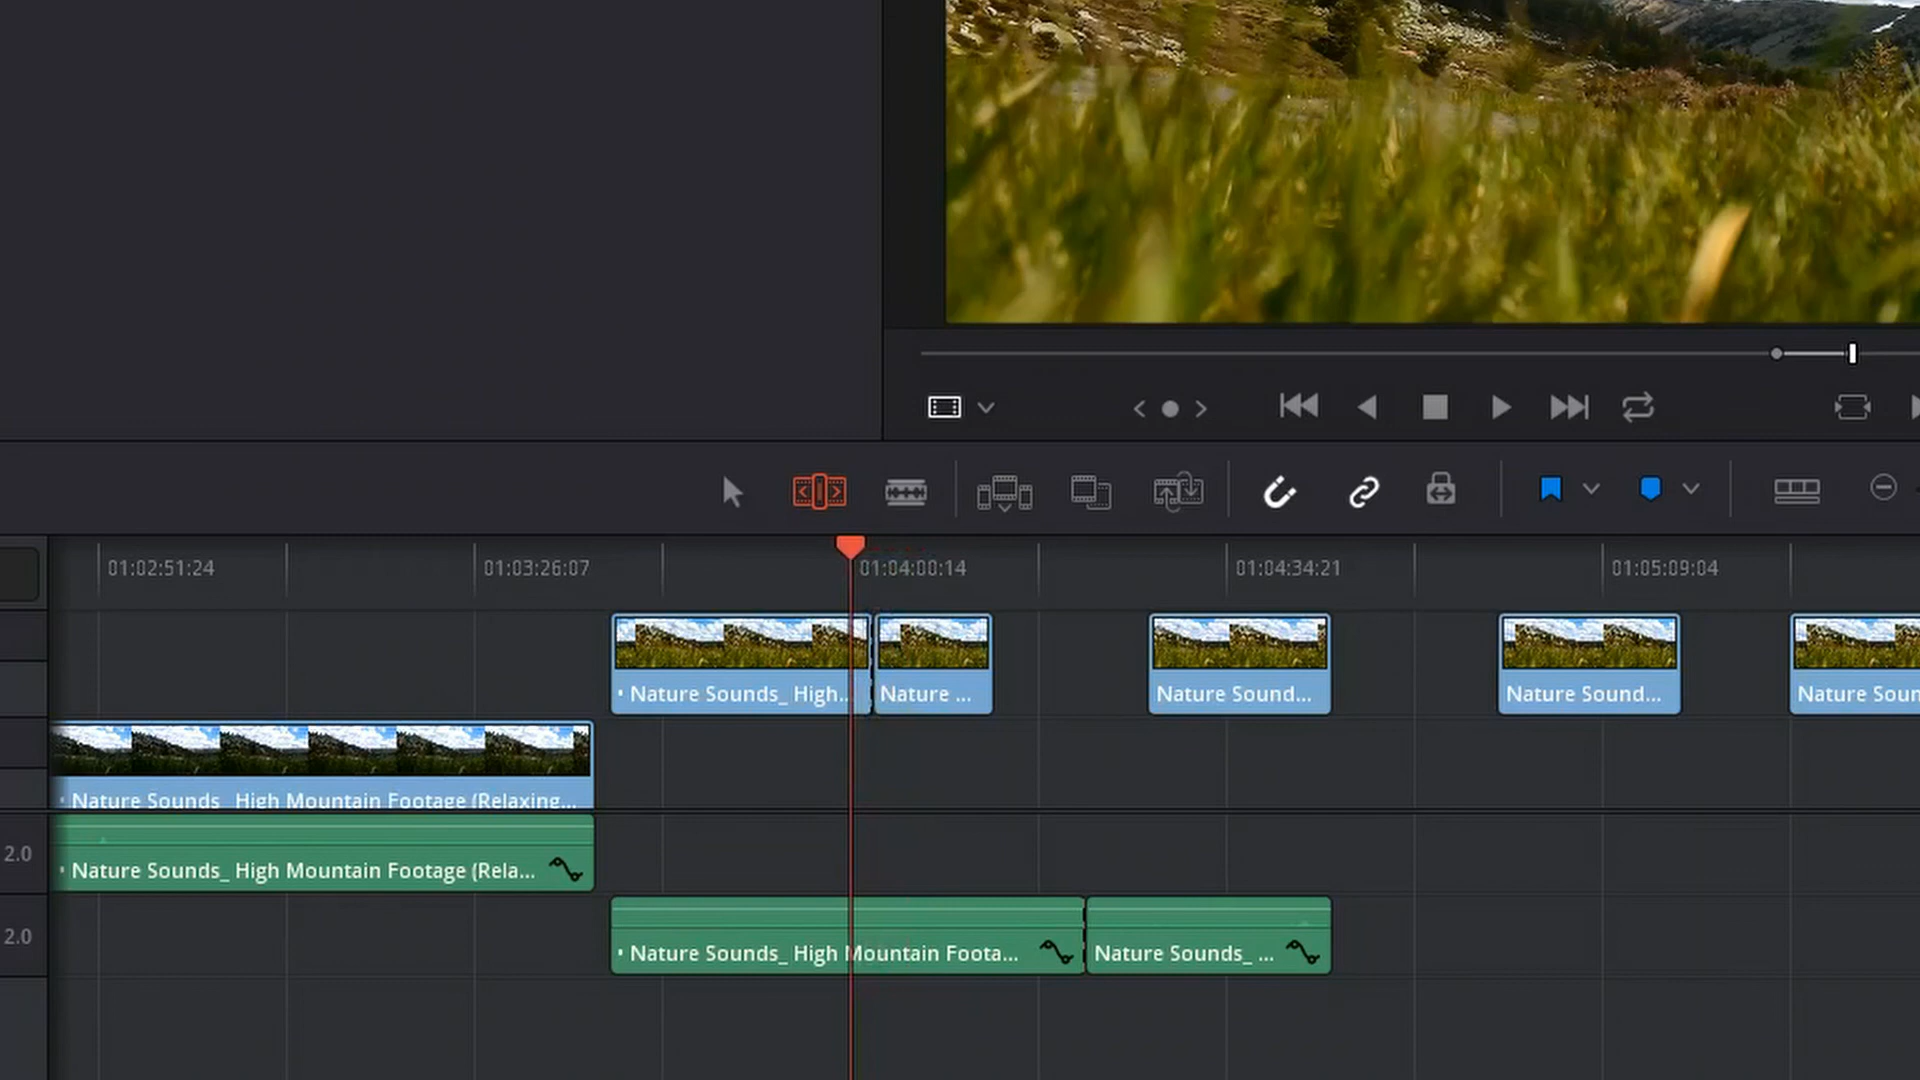 01:02:51:24 01:03:26:07 01:04:00:14 01:04:34:21 01:05:09:04
• Nature Sounds_ High... Nature ... Nature Sound... Nature Sound... Nature Soun
• Nature Sounds_ High Mountain Footage (Relaxing...
2.0 • Nature Sounds_ High Mountain Footage (Rela...
2.0 • Nature Sounds_ High Mountain Foota... Nature Sounds_ ...